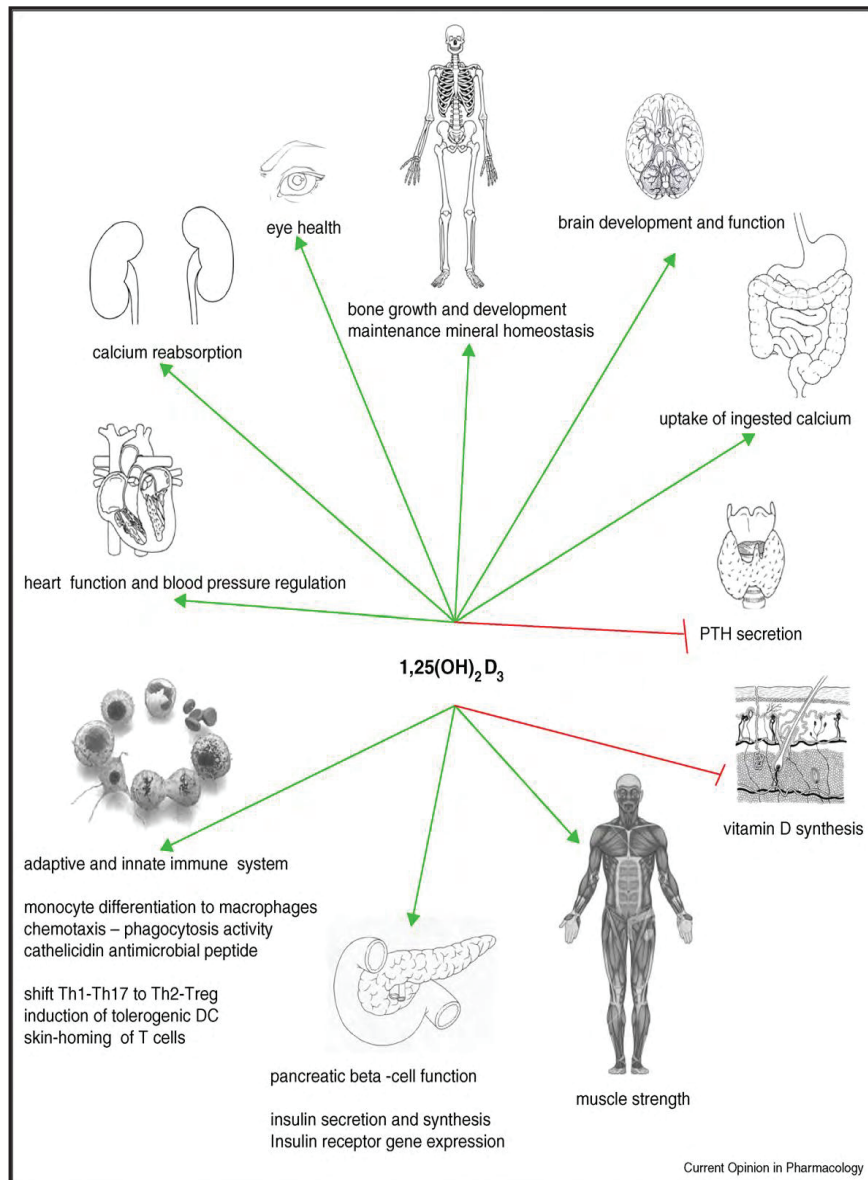 eye health
brain development and function
bone growth and development
maintenance mineral homeostasis
calcium reabsorption
uptake of ingested calcium
heart function and blood pressure regulation
PTH secretion
1,25(OH)₂D₃
vitamin D synthesis
adaptive and innate immune system
monocyte differentiation to macrophages
chemotaxis – phagocytosis activity
cathelicidin antimicrobial peptide
shift Th1-Th17 to Th2-Treg
induction of tolerogenic DC
skin-homing of T cells
pancreatic beta -cell function
insulin secretion and synthesis
Insulin receptor gene expression
muscle strength
Current Opinion in Pharmacology